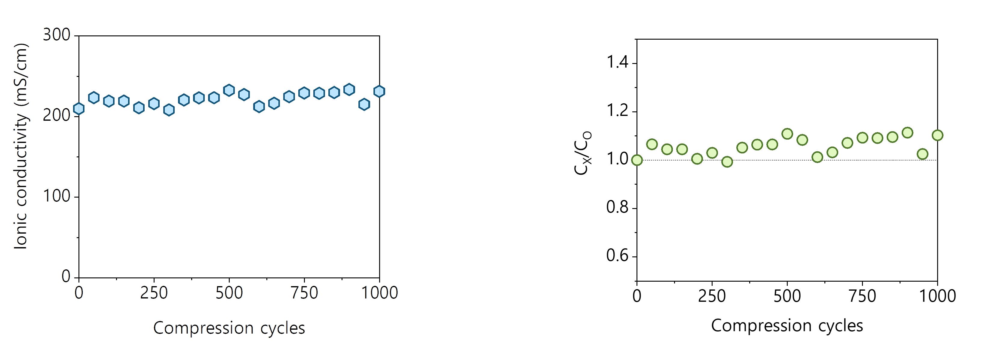 Ionic conductivity (mS/cm)
300
200
100
0
0 250 500 750 1000
Compression cycles
CX/CO
1.4
1.2
1.0
0.8
0.6
0 250 500 750 1000
Compression cycles